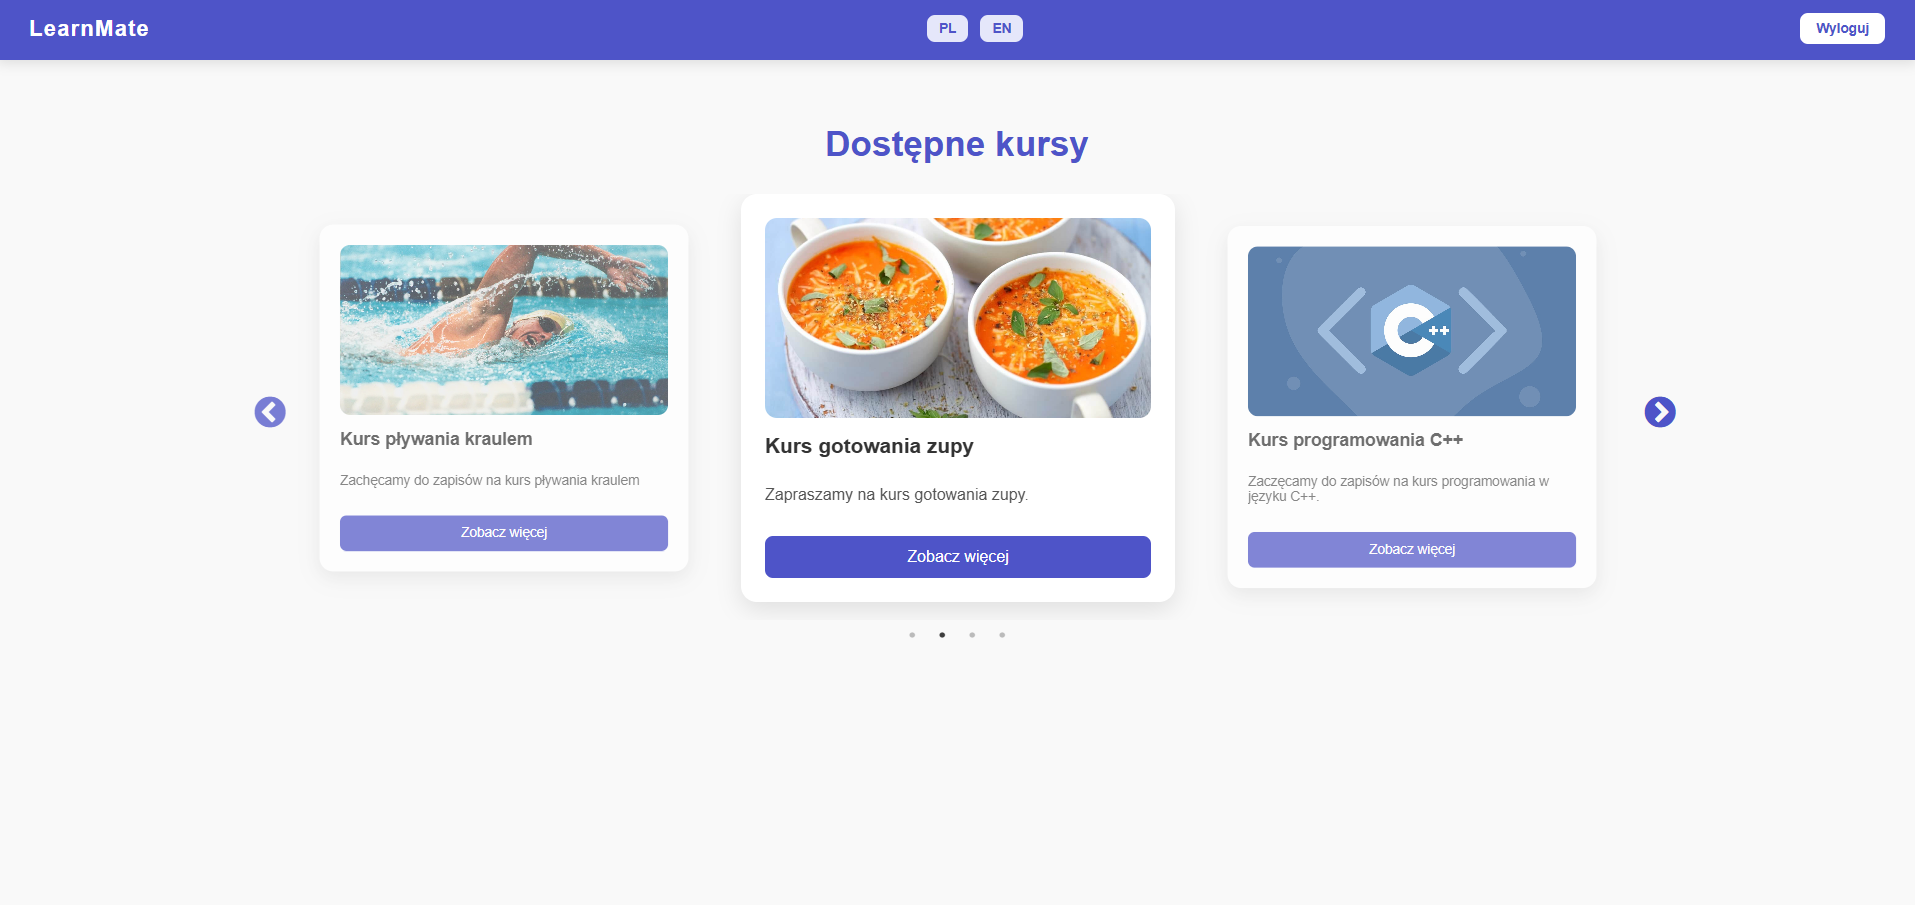 LearnMate
PL
EN
Wyloguj
Dostępne kursy
Kurs pływania kraulem
Zachęcamy do zapisów na kurs pływania kraulem
Zobacz więcej
Kurs gotowania zupy
Zapraszamy na kurs gotowania zupy.
Zobacz więcej
C++
Kurs programowania C++
Zaczęcamy do zapisów na kurs programowania w
języku C++.
Zobacz więcej